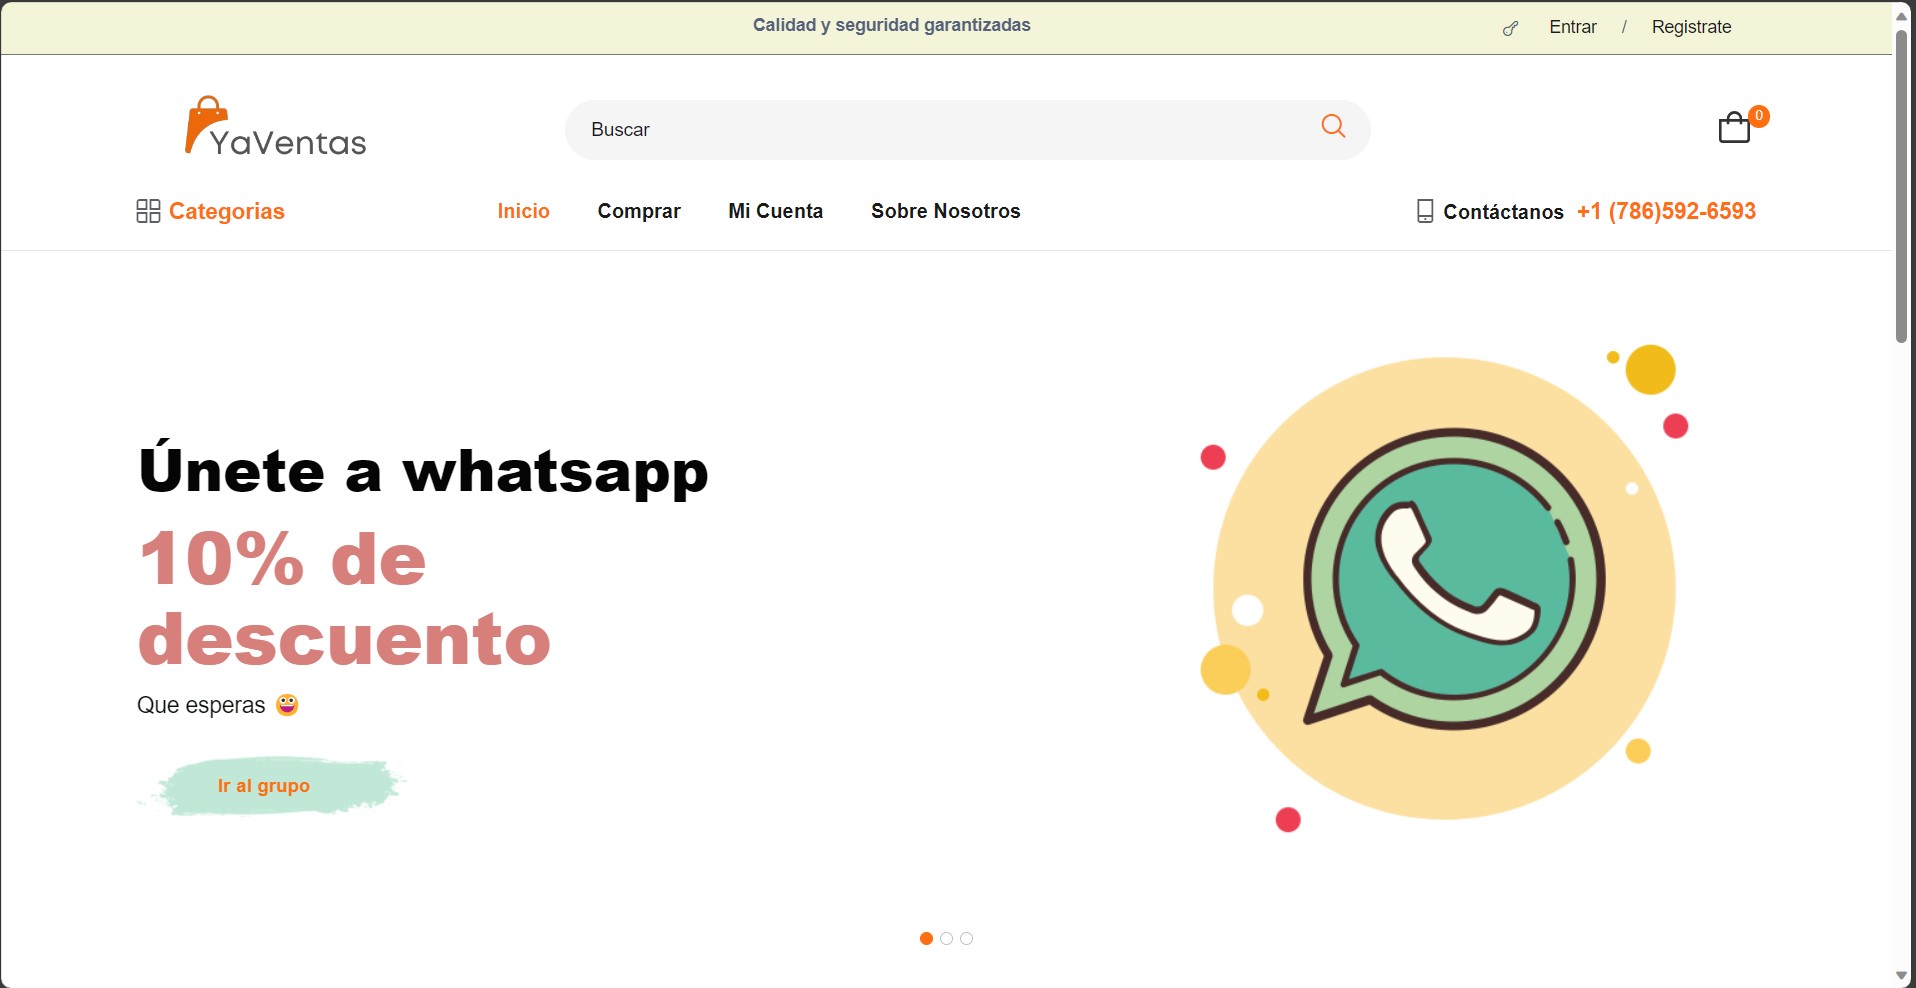 Calidad y seguridad garantizadas
Entrar / Registrate
YaVentas
Buscar
0
Categorias
Inicio
Comprar
Mi Cuenta
Sobre Nosotros
Contáctanos +1 (786)592-6593
Únete a whatsapp
10% de
descuento
Que esperas 😀
Ir al grupo